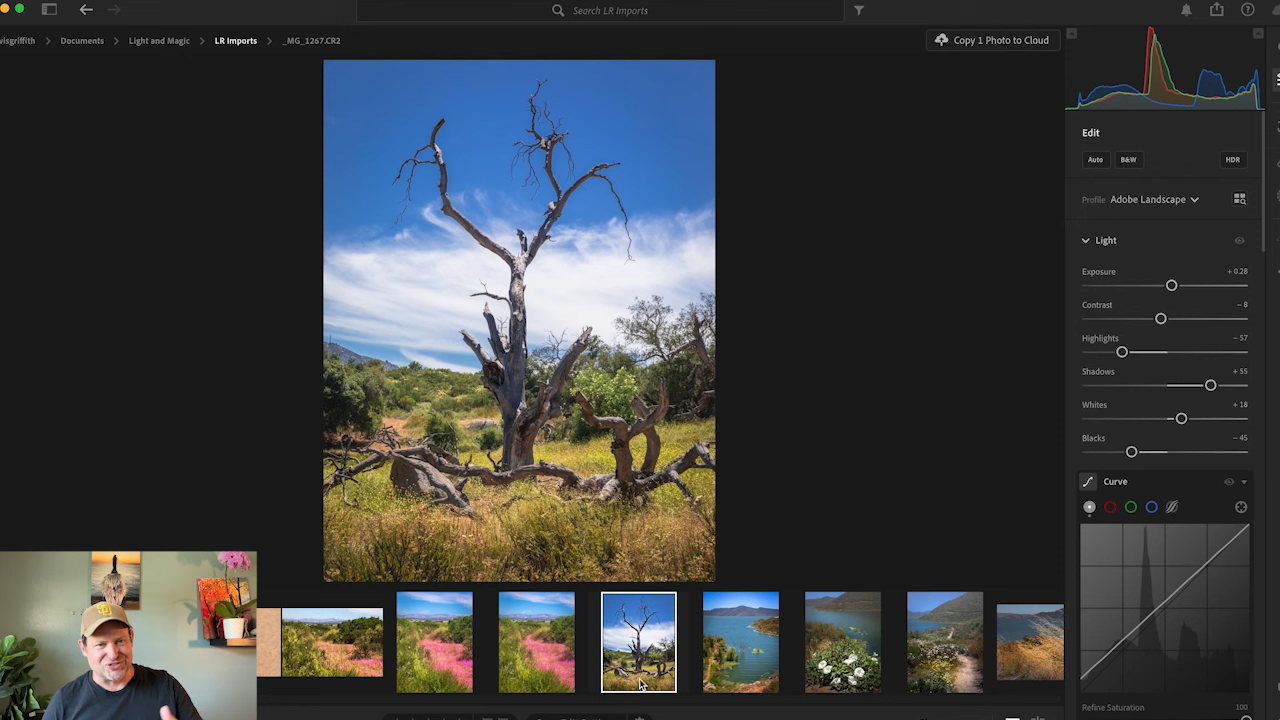 Search LR Imports
Documents
Light and Magic
LR Imports
_MG_1267.CR2
Copy 1 Photo to Cloud
Edit
Auto
B&W
HDR
Profile Adobe Landscape
Light
Exposure + 0.28
Contrast – 8
Highlights – 57
Shadows + 55
Whites + 18
Blacks – 45
Curve
Refine Saturation 100